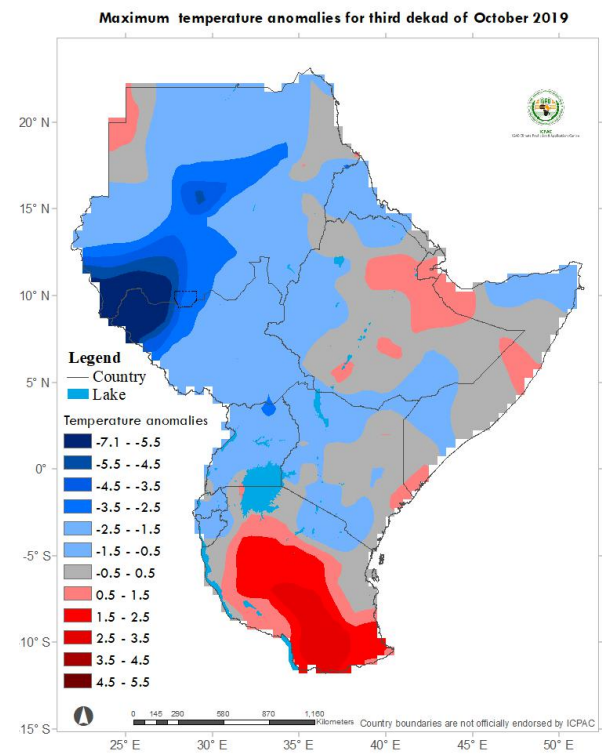 Maximum temperature anomalies for third dekad of October 2019
20° N
15° N
10° N
5° N
0°
-5° S
-10° S
15° S
25° E
30° E
35° E
40° E
45° E
50° E
ICPAC
Legend
Country
Lake
Temperature anomalies
-7.1 - -5.5
-5.5 - -4.5
-4.5 - -3.5
-3.5 - -2.5
-2.5 - -1.5
-1.5 - -0.5
-0.5 - 0.5
0.5 - 1.5
1.5 - 2.5
2.5 - 3.5
3.5 - 4.5
4.5 - 5.5
0 145 290 580 870 1,160
Kilometers
Country boundaries are not officially endorsed by ICPAC